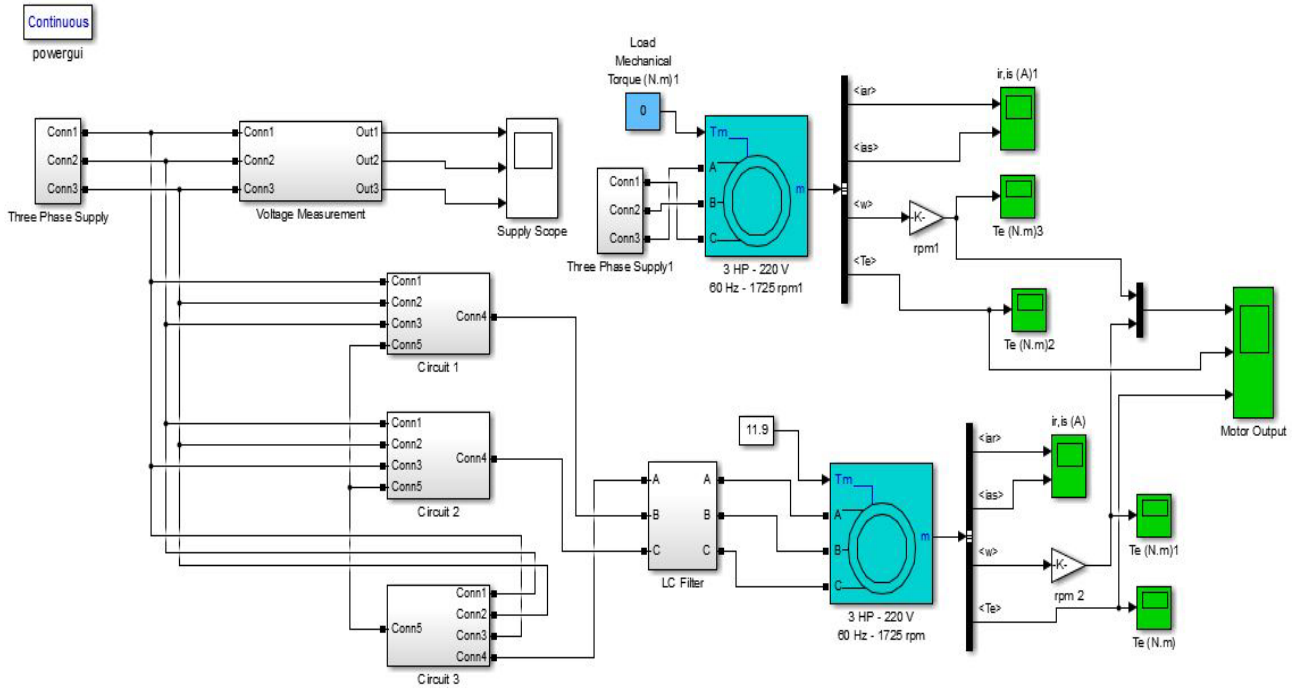 Continuous
powergui
Conn1
Conn2
Conn3
Three Phase Supply
Conn1
Conn2
Conn3
Out1
Out2
Out3
Voltage Measurement
Supply Scope
Load
Mechanical
Torque (N.m)1
0
Conn1
Conn2
Conn3
Three Phase Supply1
Tm
A
B
C
m
3 HP - 220 V
60 Hz - 1725 rpm1
<iar>
<ias>
<w>
<Te>
ir,is (A)1
-K-
rpm1
Te (N.m)3
Te (N.m)2
Motor Output
Conn1
Conn2
Conn3
Conn5
Conn4
Circuit 1
Conn1
Conn2
Conn3
Conn5
Conn4
Circuit 2
Conn5
Conn1
Conn2
Conn3
Conn4
Circuit 3
A
B
C
A
B
C
LC Filter
11.9
Tm
A
B
C
m
3 HP - 220 V
60 Hz - 1725 rpm
<iar>
<ias>
<w>
<Te>
ir,is (A)
-K-
rpm 2
Te (N.m)1
Te (N.m)